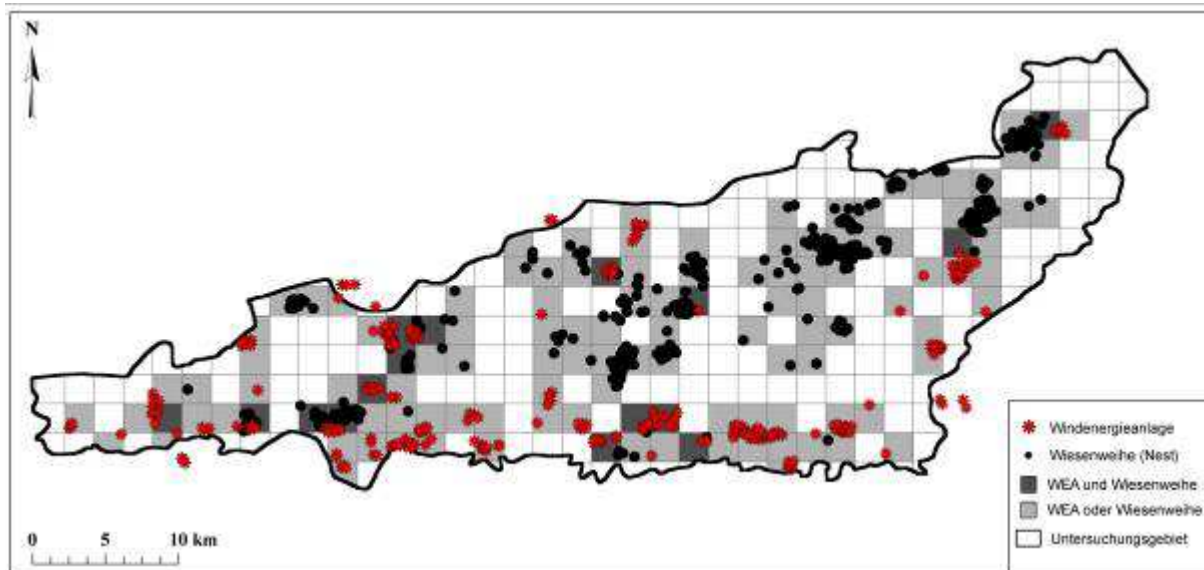 N
Windenergieanlage
Wiesenweihe (Nest)
WEA und Wiesenweihe
WEA oder Wiesenweihe
Untersuchungsgebiet
0 5 10 km